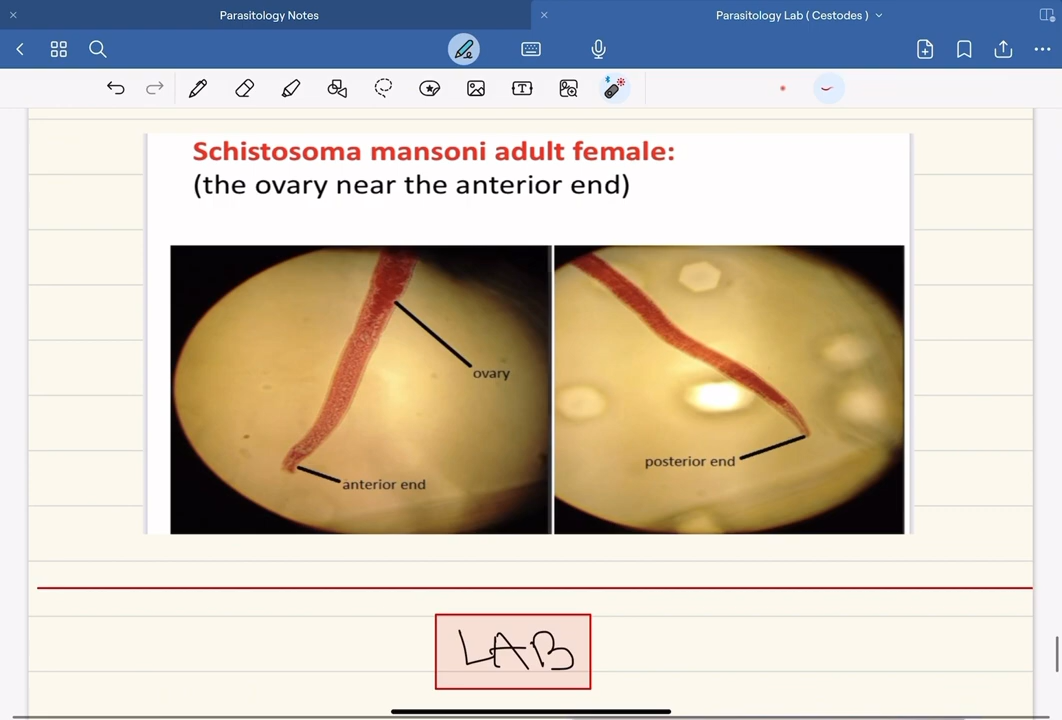 Parasitology Notes
Parasitology Lab ( Cestodes )
Schistosoma mansoni adult female:
(the ovary near the anterior end)
ovary
anterior end
posterior end
LAB